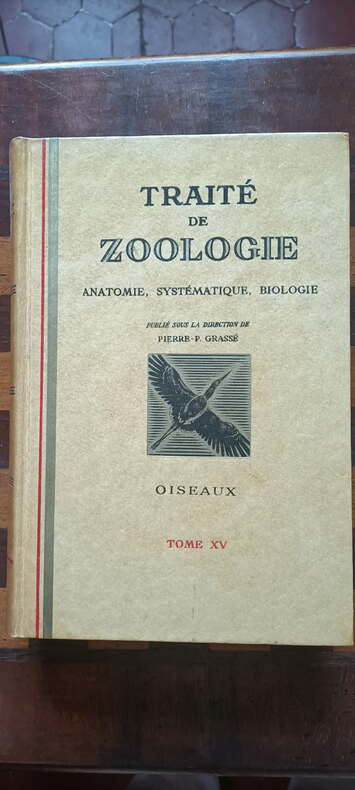 TRAITÉ
DE
ZOOLOGIE
ANATOMIE, SYSTÉMATIQUE, BIOLOGIE
PUBLIÉ SOUS LA DIRECTION DE
PIERRE-P. GRASSÉ
OISEAUX
TOME XV